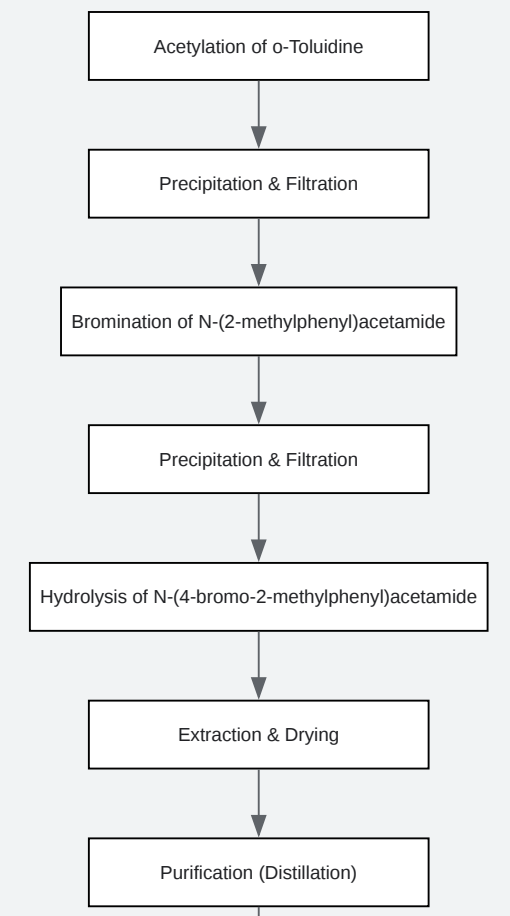 Acetylation of o-Toluidine
Precipitation & Filtration
Bromination of N-(2-methylphenyl)acetamide
Precipitation & Filtration
Hydrolysis of N-(4-bromo-2-methylphenyl)acetamide
Extraction & Drying
Purification (Distillation)